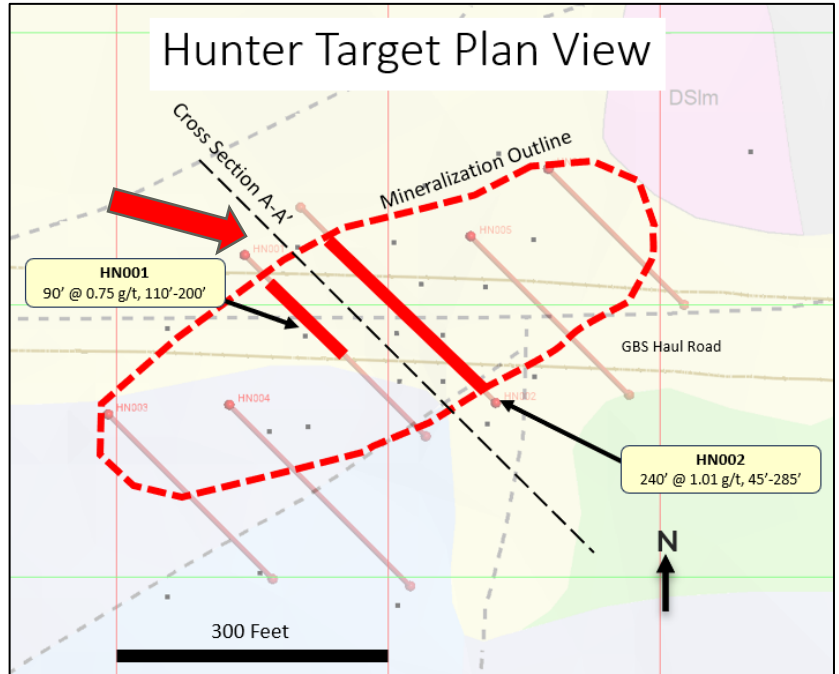 Hunter Target Plan View
DSlm
Cross Section A-A’
Mineralization Outline
HN001
HN005
HN001
90’ @ 0.75 g/t, 110’-200’
GBS Haul Road
HN003
HN004
HN002
HN002
240’ @ 1.01 g/t, 45’-285’
N
300 Feet